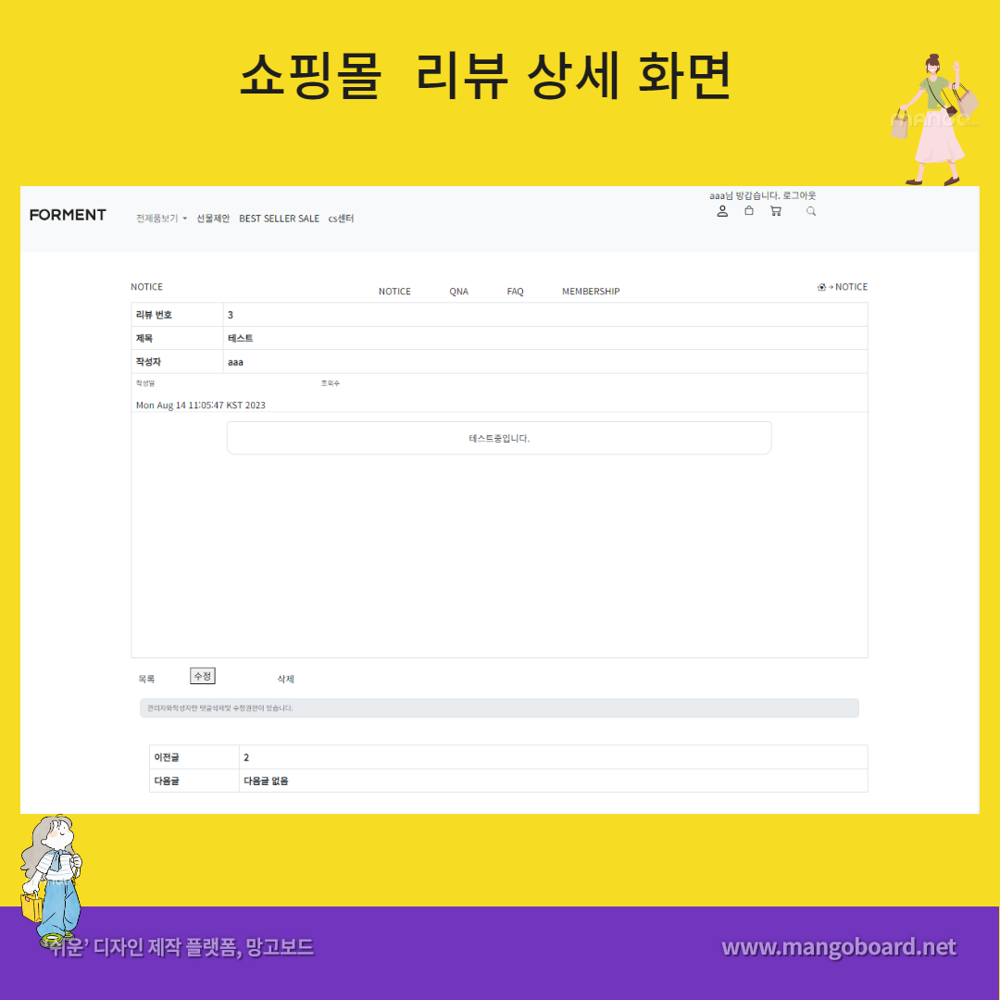 쇼핑몰 리뷰 상세 화면
MANGO
aaa님 방갑습니다. 로그아웃
FORMENT
전제품보기 선물제안 BEST SELLER SALE cs센터
NOTICE
NOTICE QNA FAQ MEMBERSHIP
→ NOTICE
리뷰 번호 3
제목 테스트
작성자 aaa
작성일 조회수
Mon Aug 14 11:05:47 KST 2023
테스트중입니다.
목록 수정 삭제
관리자와작성자만 댓글삭제및 수정권한이 있습니다.
이전글 2
다음글 다음글 없음
쉬운’ 디자인 제작 플랫폼, 망고보드
www.mangoboard.net